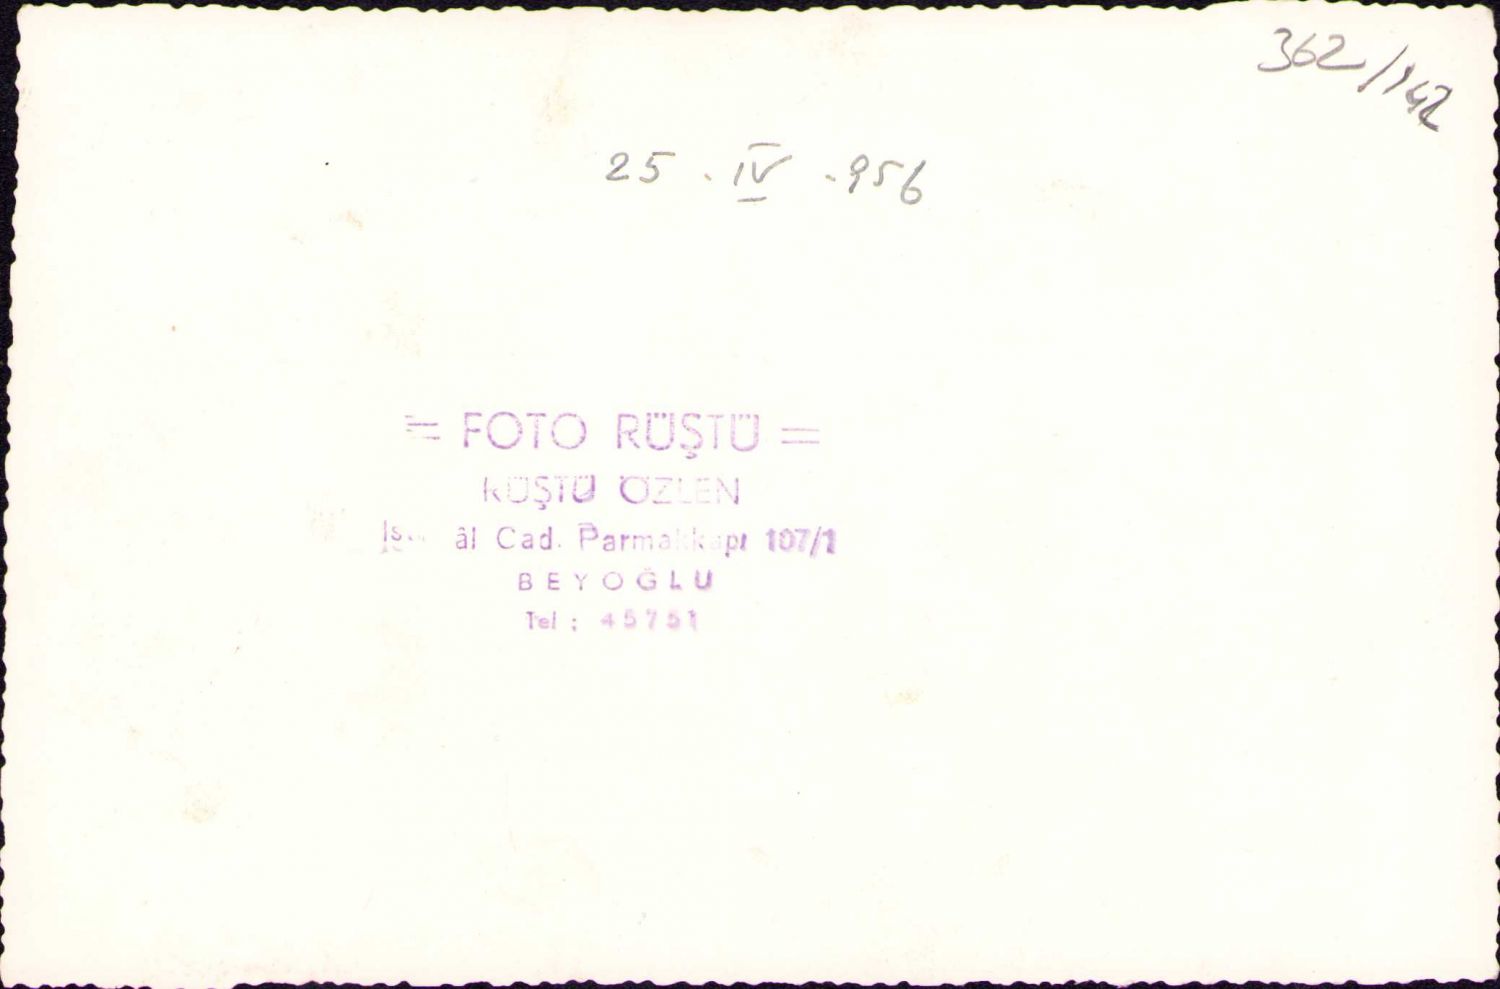 362/142
25 . IV . 956
= FOTO RÜŞTÜ =
RÜŞTÜ ÖZLEN
Cad. Parmakkapı 107/1
BEYOĞLU
Tel : 45751